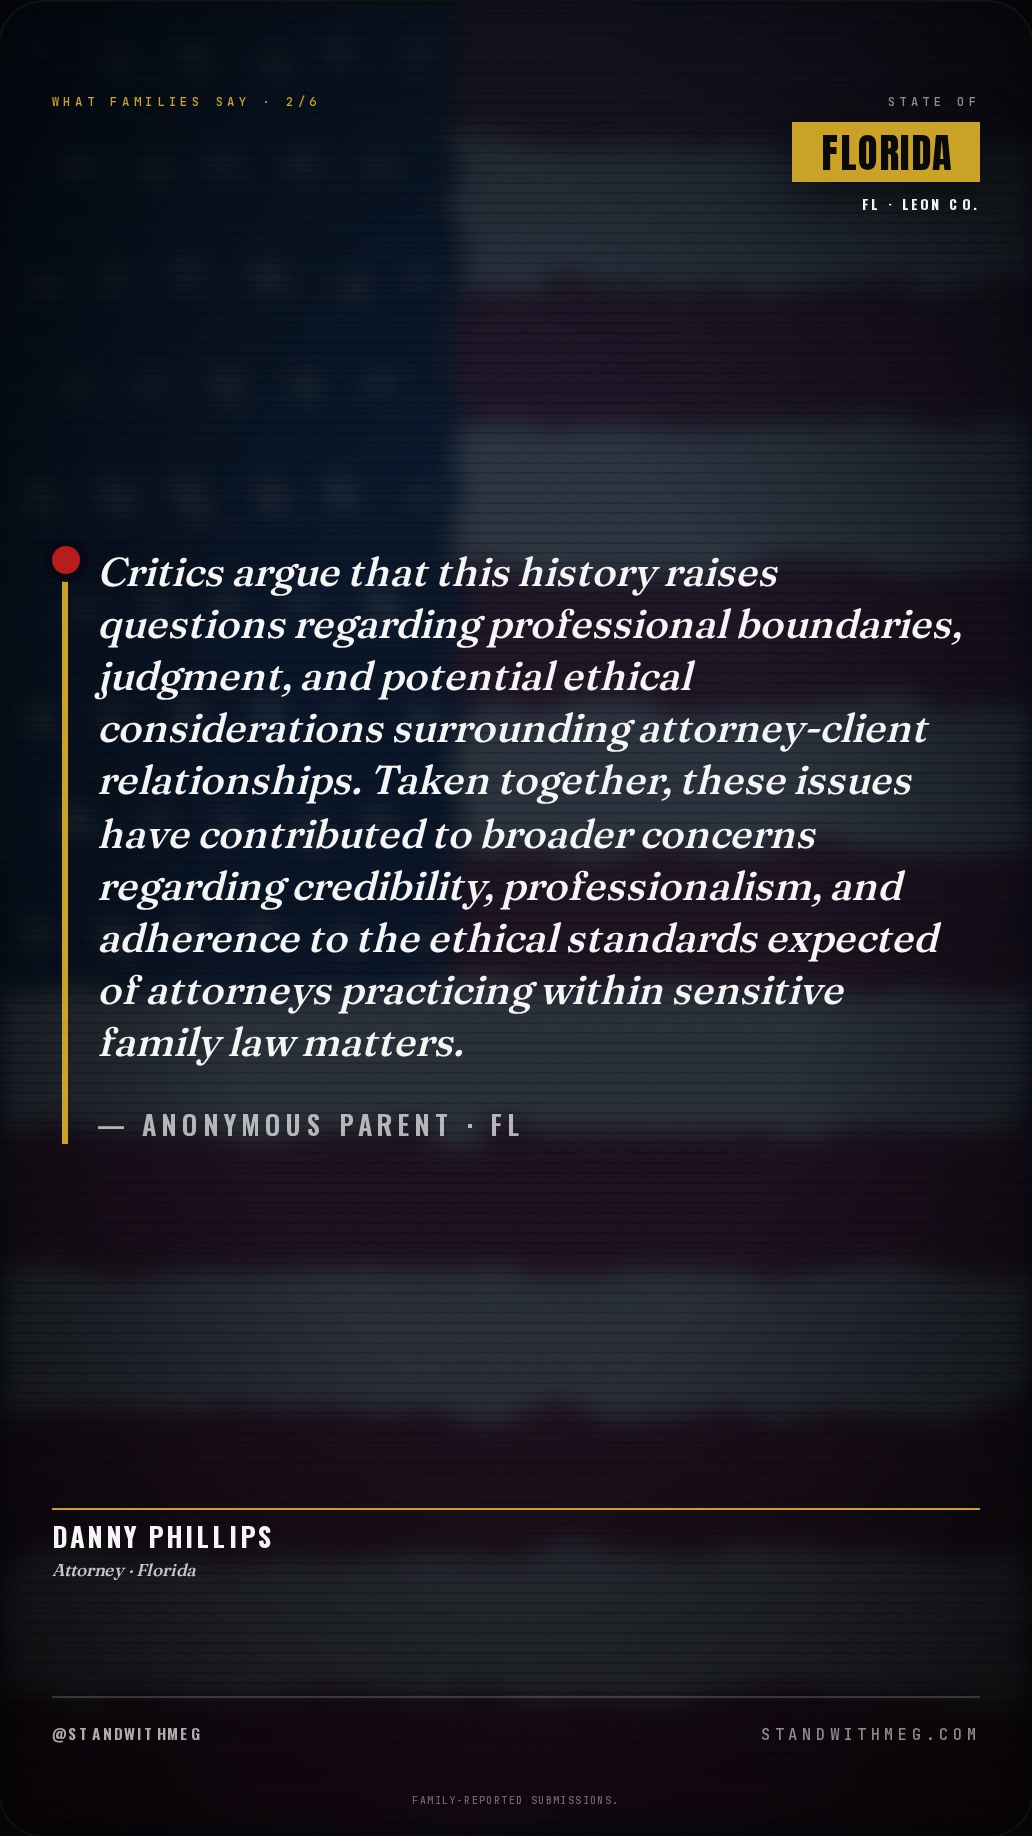 WHAT FAMILIES SAY · 2/6
STATE OF
FLORIDA
FL · LEON CO.
Critics argue that this history raises
questions regarding professional boundaries,
judgment, and potential ethical
considerations surrounding attorney-client
relationships. Taken together, these issues
have contributed to broader concerns
regarding credibility, professionalism, and
adherence to the ethical standards expected
of attorneys practicing within sensitive
family law matters.
— ANONYMOUS PARENT · FL
DANNY PHILLIPS
Attorney · Florida
@STANDWITHMEG
STANDWITHMEG.COM
FAMILY-REPORTED SUBMISSIONS.